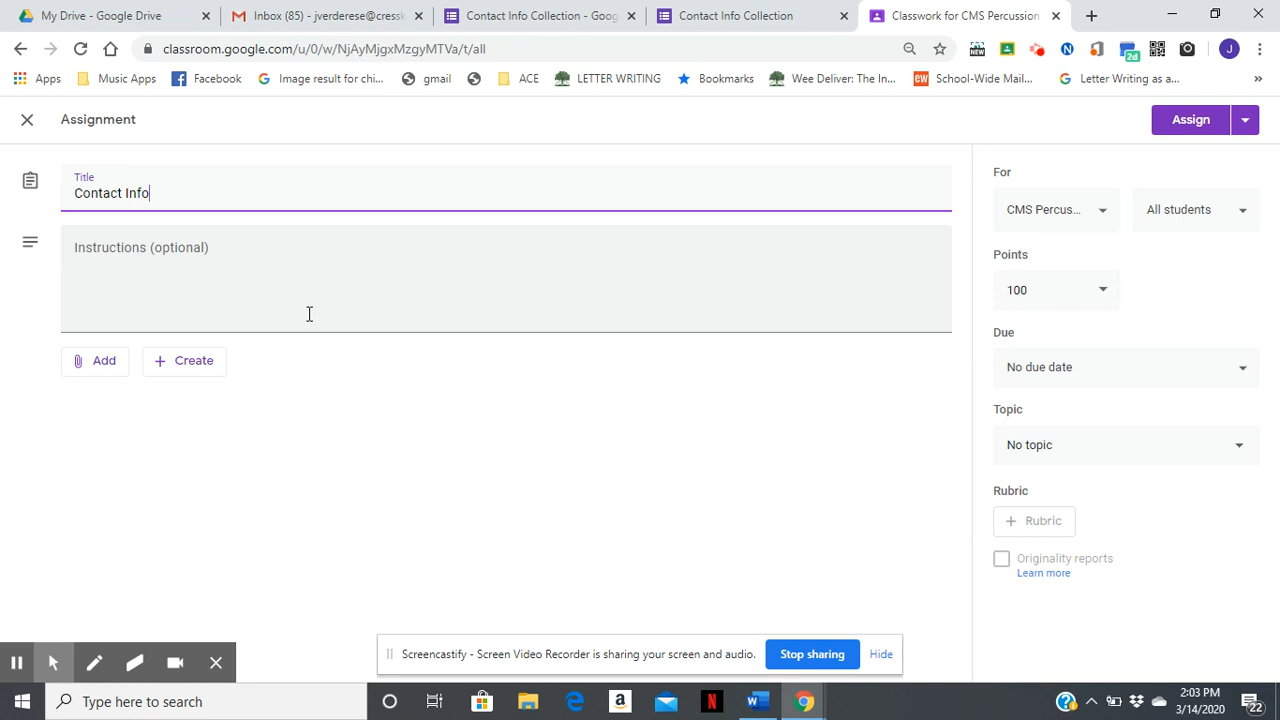 My Drive - Google Drive
Inbox (85) - jverderese@cres
Contact Info Collection - Goog
Contact Info Collection
Classwork for CMS Percussion
classroom.google.com/u/0/w/NjAyMjgxMzgyMTVa/t/all
NEW
2d
J
Apps
Music Apps
Facebook
Image result for chi...
gmail
ACE
LETTER WRITING
Bookmarks
Wee Deliver: The In...
ew
School-Wide Mail...
Letter Writing as a...
»
Assignment
Assign
Title
Contact Info
Instructions (optional)
Add
Create
For
CMS Percus...
All students
Points
100
Due
No due date
Topic
No topic
Rubric
Rubric
Originality reports
Learn more
Screencastify - Screen Video Recorder is sharing your screen and audio.
Stop sharing
Hide
Type here to search
2:03 PM
3/14/2020
22